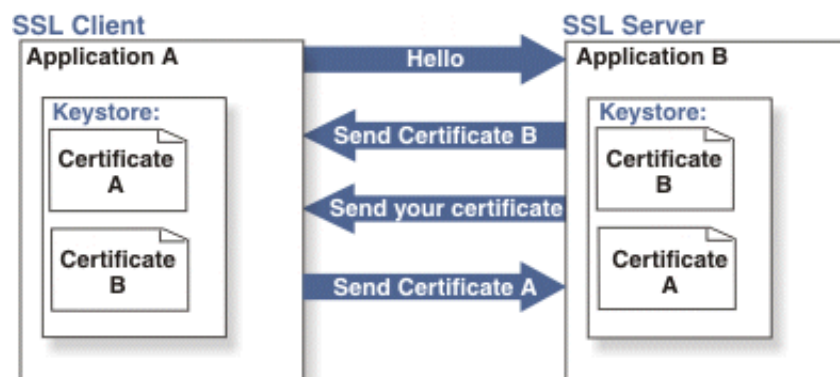 SSL Client
SSL Server
Application A
Hello
Application B
Keystore:
Send Certificate B
Keystore:
Certificate
A
Certificate
B
Send your certificate
Certificate
B
Send Certificate A
Certificate
A